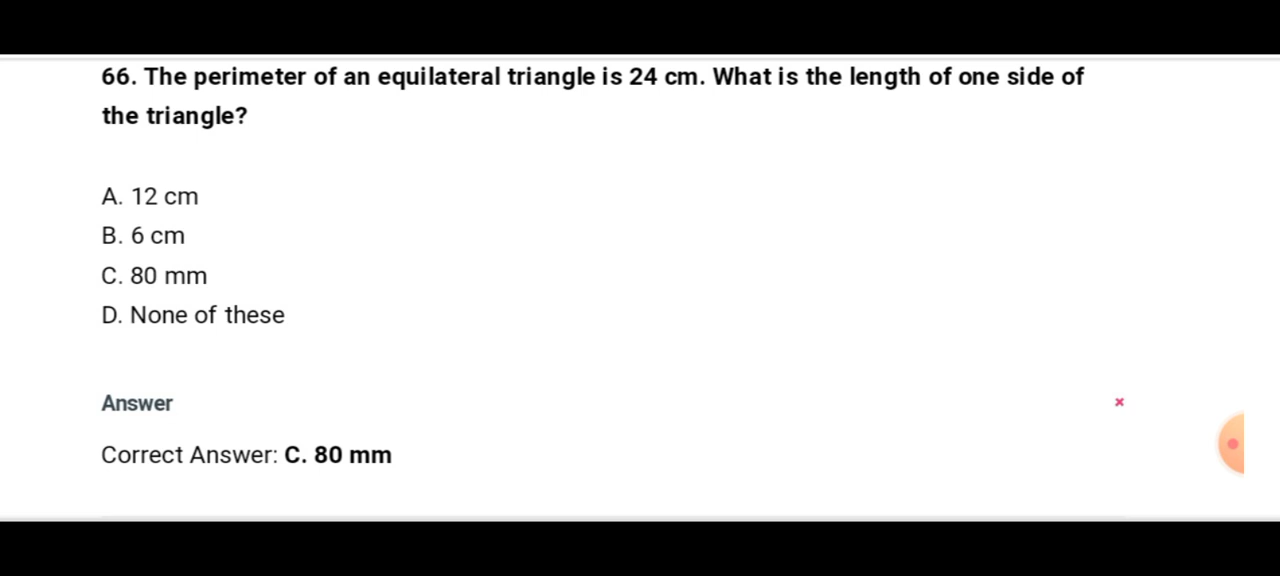 66. The perimeter of an equilateral triangle is 24 cm. What is the length of one side of
the triangle?
A. 12 cm
B. 6 cm
C. 80 mm
D. None of these
Answer
Correct Answer: C. 80 mm